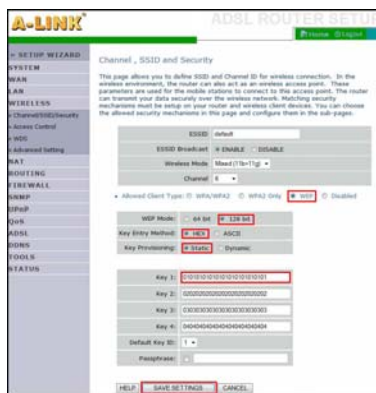 A-LINK
ADSL ROUTER SETUP
Home Logout
SETUP WIZARD
SYSTEM
WAN
LAN
WIRELESS
Channel/SSID/Security
Access Control
WDS
Advanced Setting
NAT
ROUTING
FIREWALL
SNMP
UPnP
QoS
ADSL
DDNS
TOOLS
STATUS
Channel , SSID and Security
This page allows you to define SSID and Channel ID for wireless connection. In the
wireless environment, the router can also act as an wireless access point. These
parameters are used for the mobile stations to connect to this access point. The router
can transmit your data securely over the wireless network. Matching security
mechanisms must be setup on your router and wireless client devices. You can choose
the allowed security mechanisms in this page and configure them in the sub-pages.
ESSID default
ESSID Broadcast ENABLE DISABLE
Wireless Mode Mixed (11b+11g)
Channel 6
Allowed Client Type: WPA/WPA2 WPA2 Only WEP Disabled
WEP Mode: 64 bit 128 bit
Key Entry Method: HEX ASCII
Key Provisioning: Static Dynamic
Key 1: 01010101010101010101010101
Key 2: 02020202020202020202020202
Key 3: 03030303030303030303030303
Key 4: 04040404040404040404040404
Default Key ID: 1
Passphrase:
HELP SAVE SETTINGS CANCEL